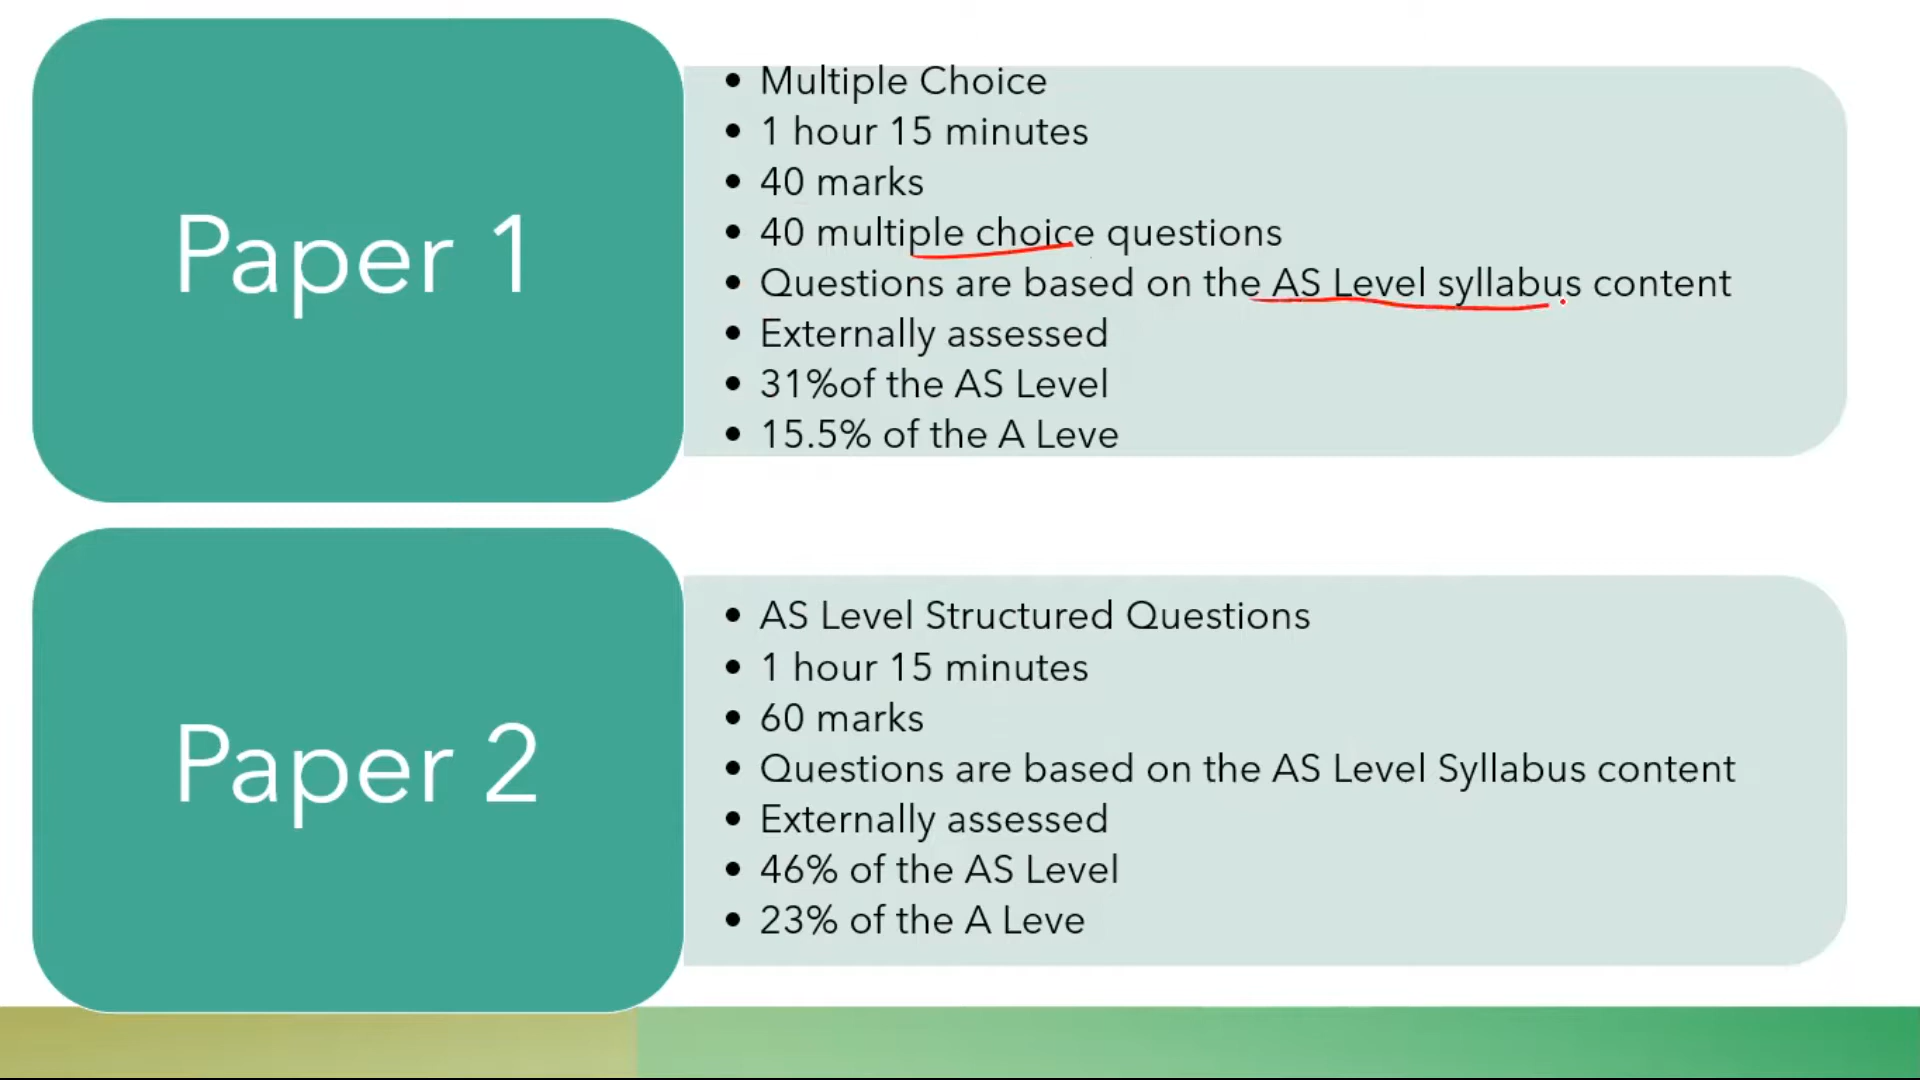 Paper 1
• Multiple Choice
• 1 hour 15 minutes
• 40 marks
• 40 multiple choice questions
• Questions are based on the AS Level syllabus content
• Externally assessed
• 31%of the AS Level
• 15.5% of the A Leve
Paper 2
• AS Level Structured Questions
• 1 hour 15 minutes
• 60 marks
• Questions are based on the AS Level Syllabus content
• Externally assessed
• 46% of the AS Level
• 23% of the A Leve